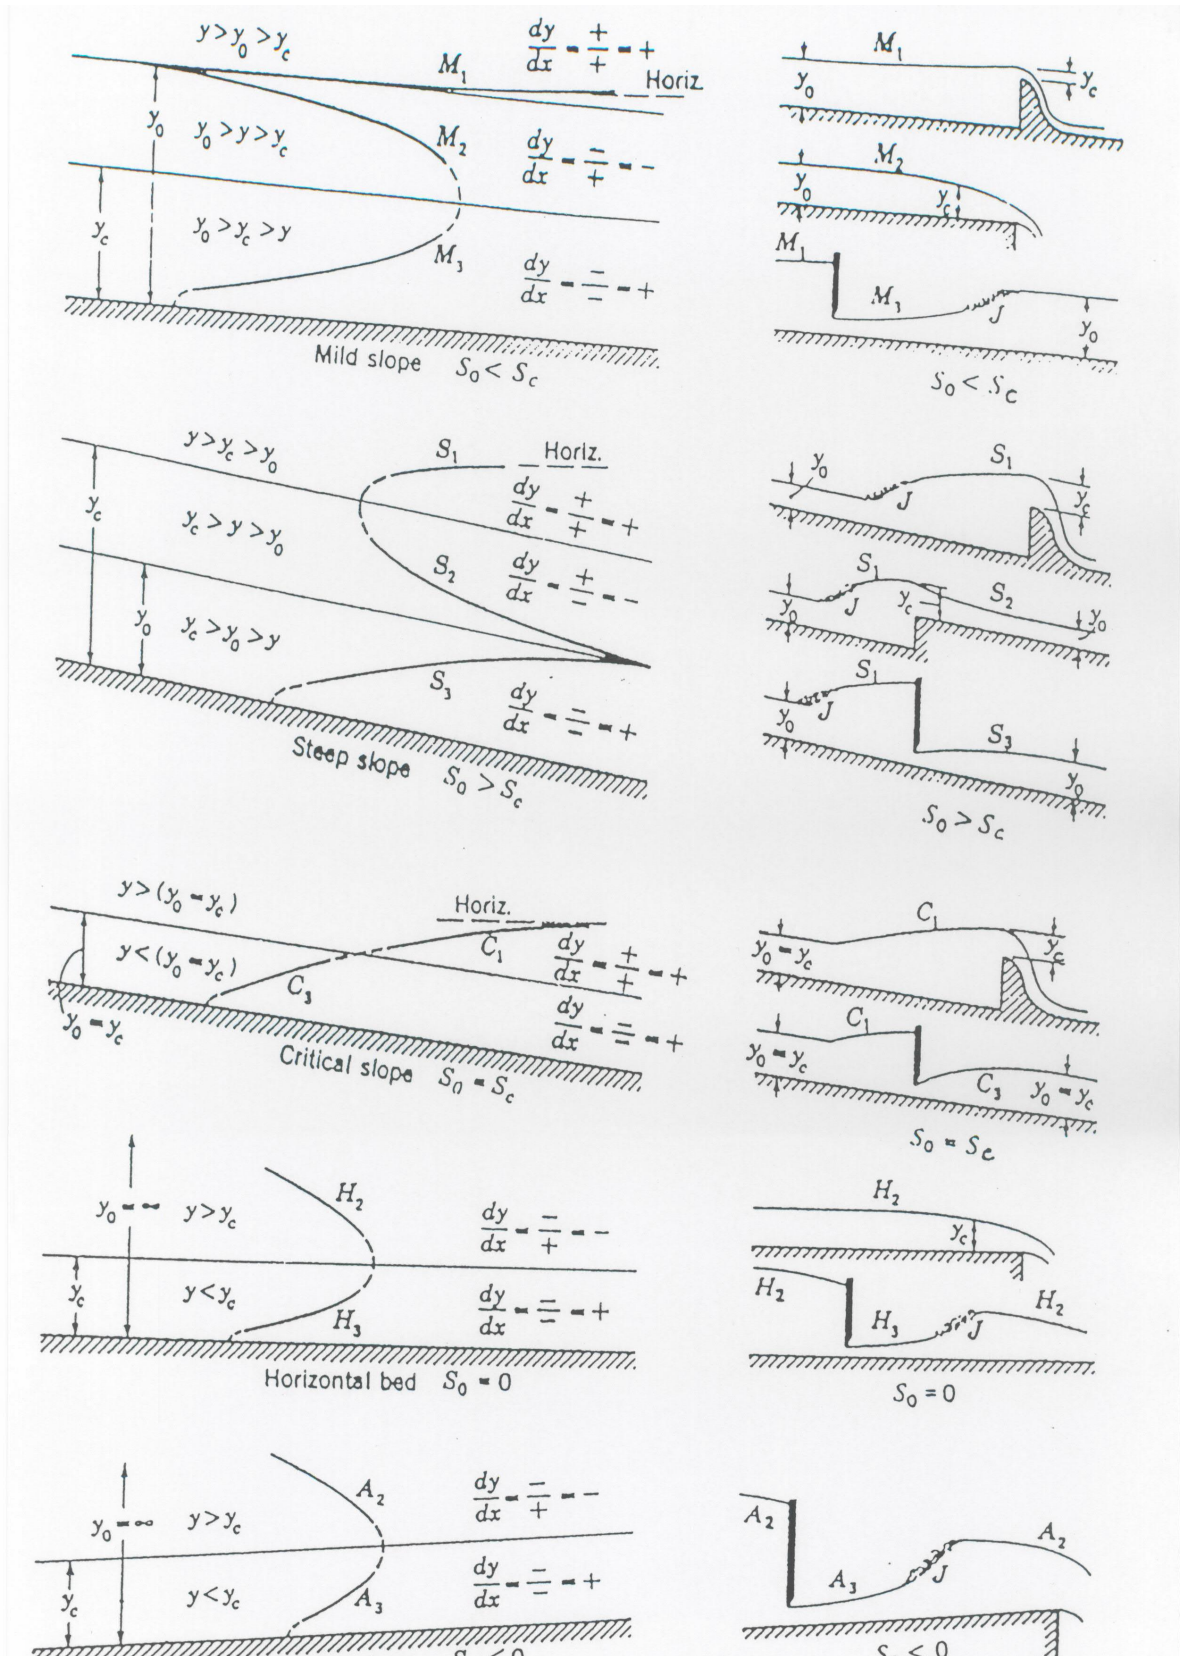 y>y₀>y_c
dy/dx = +/+ = +
M₁
Horiz.
y₀
y₀>y>y_c
M₂
dy/dx = −/+ = −
y_c
y₀>y_c>y
M₃
dy/dx = −/− = +
Mild slope S₀ < S_c
M₁
y₀
y_c
M₂
y₀
y_c
M₁
M₃
J
y₀
S₀ < S_c
y>y_c>y₀
S₁
Horiz.
dy/dx = +/+ = +
y_c
y_c>y>y₀
S₂
dy/dx = +/− = −
y₀
y_c>y₀>y
S₃
dy/dx = −/− = +
Steep slope S₀ > S_c
y₀
S₁
J
y_c
S₁
y₀
J
y_c
S₂
y₀
S₁
y₀
J
S₃
y₀
S₀ > S_c
y>(y₀ = y_c)
Horiz.
C₁
y<(y₀ = y_c)
dy/dx = +/+ = +
C₃
y₀ = y_c
dy/dx = −/− = +
Critical slope S₀ = S_c
C₁
y₀ = y_c
y_c
C₁
y₀ = y_c
C₃
y₀ = y_c
S₀ = S_c
y₀ = ∞
y>y_c
H₂
dy/dx = −/+ = −
y_c
y<y_c
H₃
dy/dx = −/− = +
Horizontal bed S₀ = 0
H₂
y_c
H₂
H₃
J
H₂
S₀ = 0
y₀ = ∞
y>y_c
A₂
dy/dx = −/+ = −
y_c
y<y_c
A₃
dy/dx = −/− = +
A₂
A₃
J
A₂